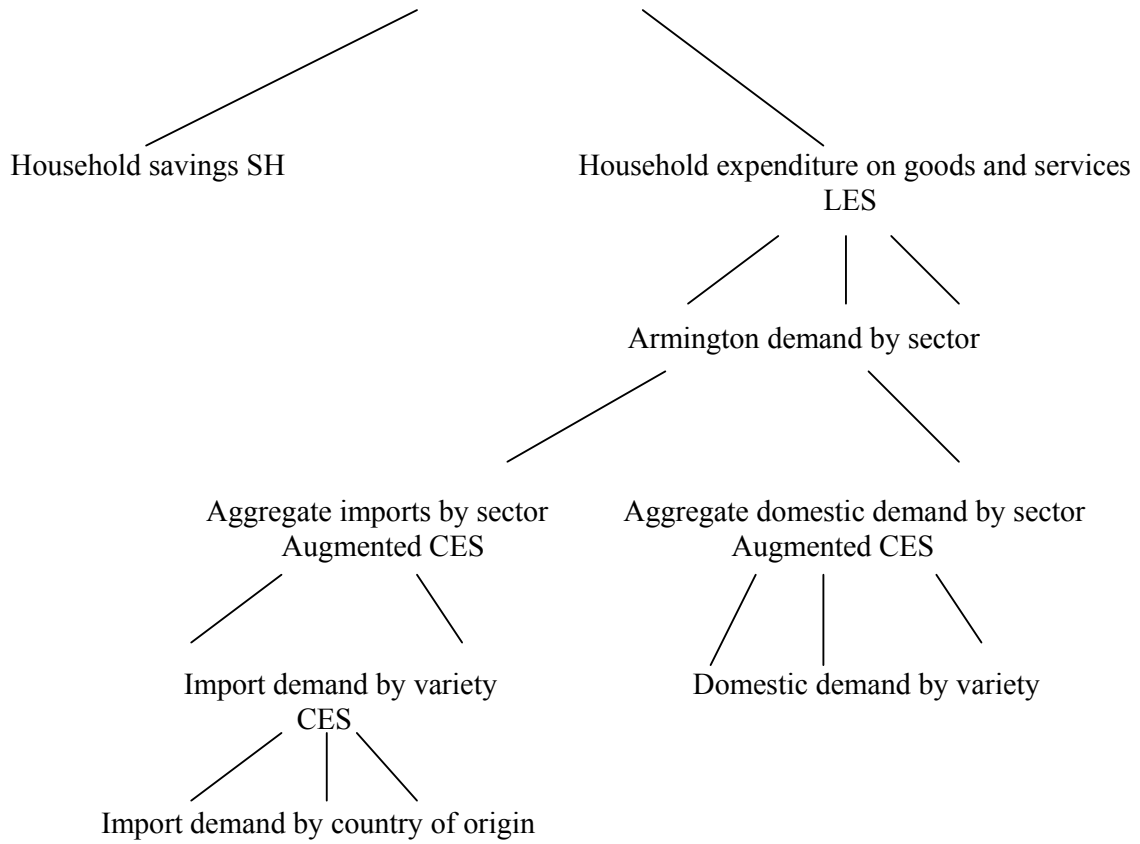 Household savings SH
Household expenditure on goods and services
LES
Armington demand by sector
Aggregate imports by sector
Augmented CES
Aggregate domestic demand by sector
Augmented CES
Import demand by variety
CES
Domestic demand by variety
Import demand by country of origin